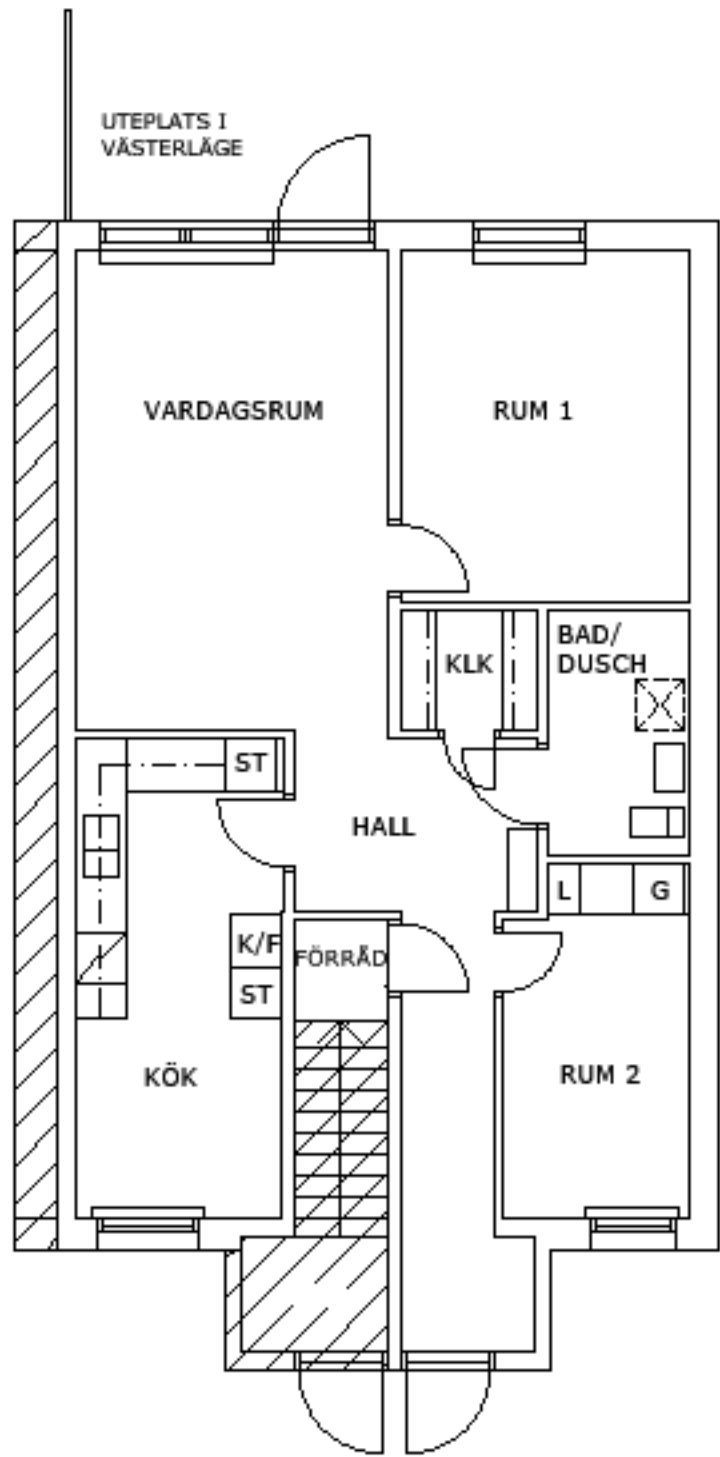 UTEPLATS I
VÄSTERLÄGE
VARDAGSRUM
RUM 1
KLK
BAD/
DUSCH
ST
HALL
L
G
K/F
FÖRRÅD
ST
KÖK
RUM 2